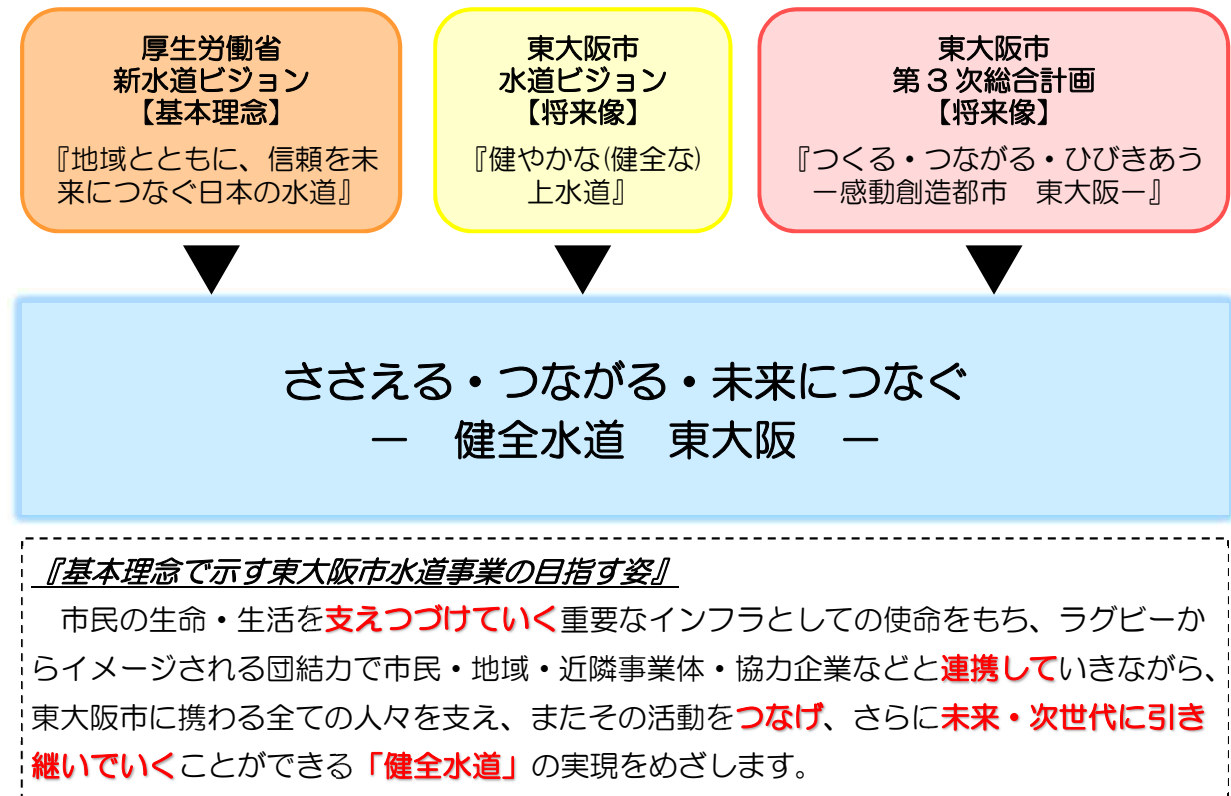 厚生労働省
新水道ビジョン
【基本理念】
『地域とともに、信頼を未
来につなぐ日本の水道』
東大阪市
水道ビジョン
【将来像】
『健やかな(健全な)
上水道』
東大阪市
第３次総合計画
【将来像】
『つくる・つながる・ひびきあう
－感動創造都市　東大阪－』
ささえる・つながる・未来につなぐ
－　健全水道　東大阪　－
『基本理念で示す東大阪市水道事業の目指す姿』
市民の生命・生活を支えつづけていく重要なインフラとしての使命をもち、ラグビーか
らイメージされる団結力で市民・地域・近隣事業体・協力企業などと連携していきながら、
東大阪市に携わる全ての人々を支え、またその活動をつなげ、さらに未来・次世代に引き
継いでいくことができる「健全水道」の実現をめざします。